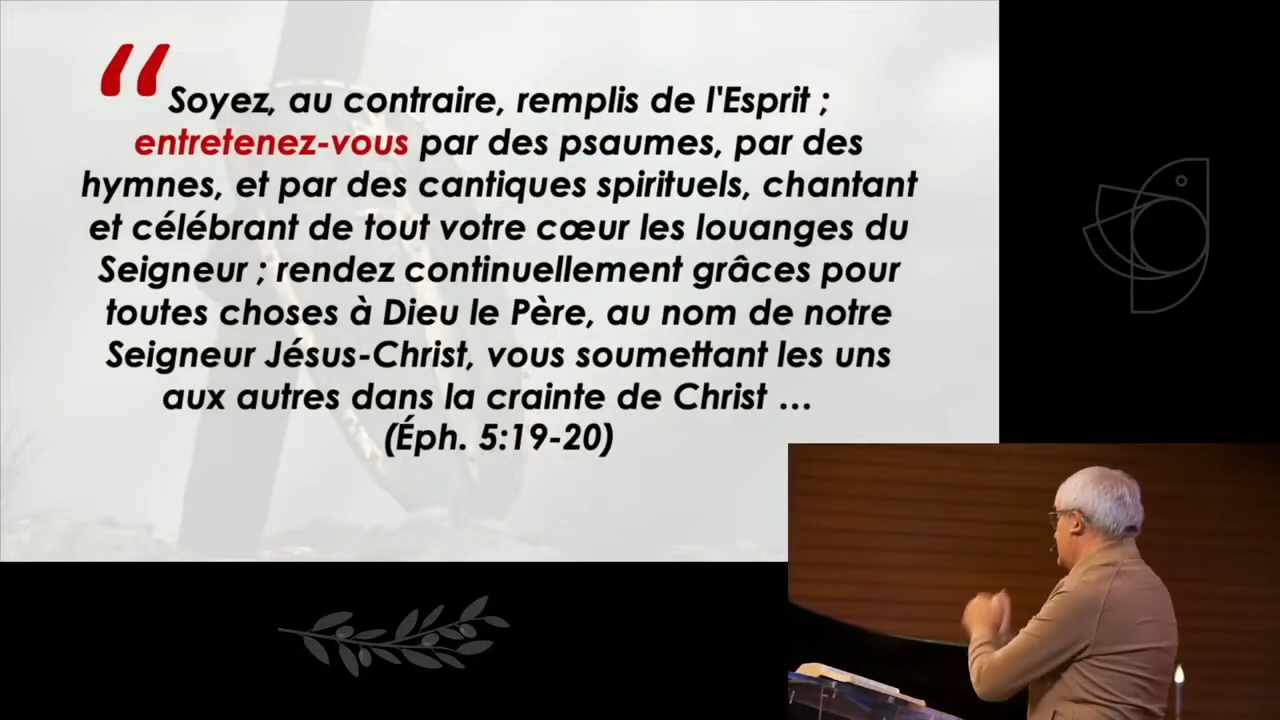 “
Soyez, au contraire, remplis de l'Esprit ;
entretenez-vous par des psaumes, par des
hymnes, et par des cantiques spirituels, chantant
et célébrant de tout votre cœur les louanges du
Seigneur ; rendez continuellement grâces pour
toutes choses à Dieu le Père, au nom de notre
Seigneur Jésus-Christ, vous soumettant les uns
aux autres dans la crainte de Christ …
(Éph. 5:19-20)